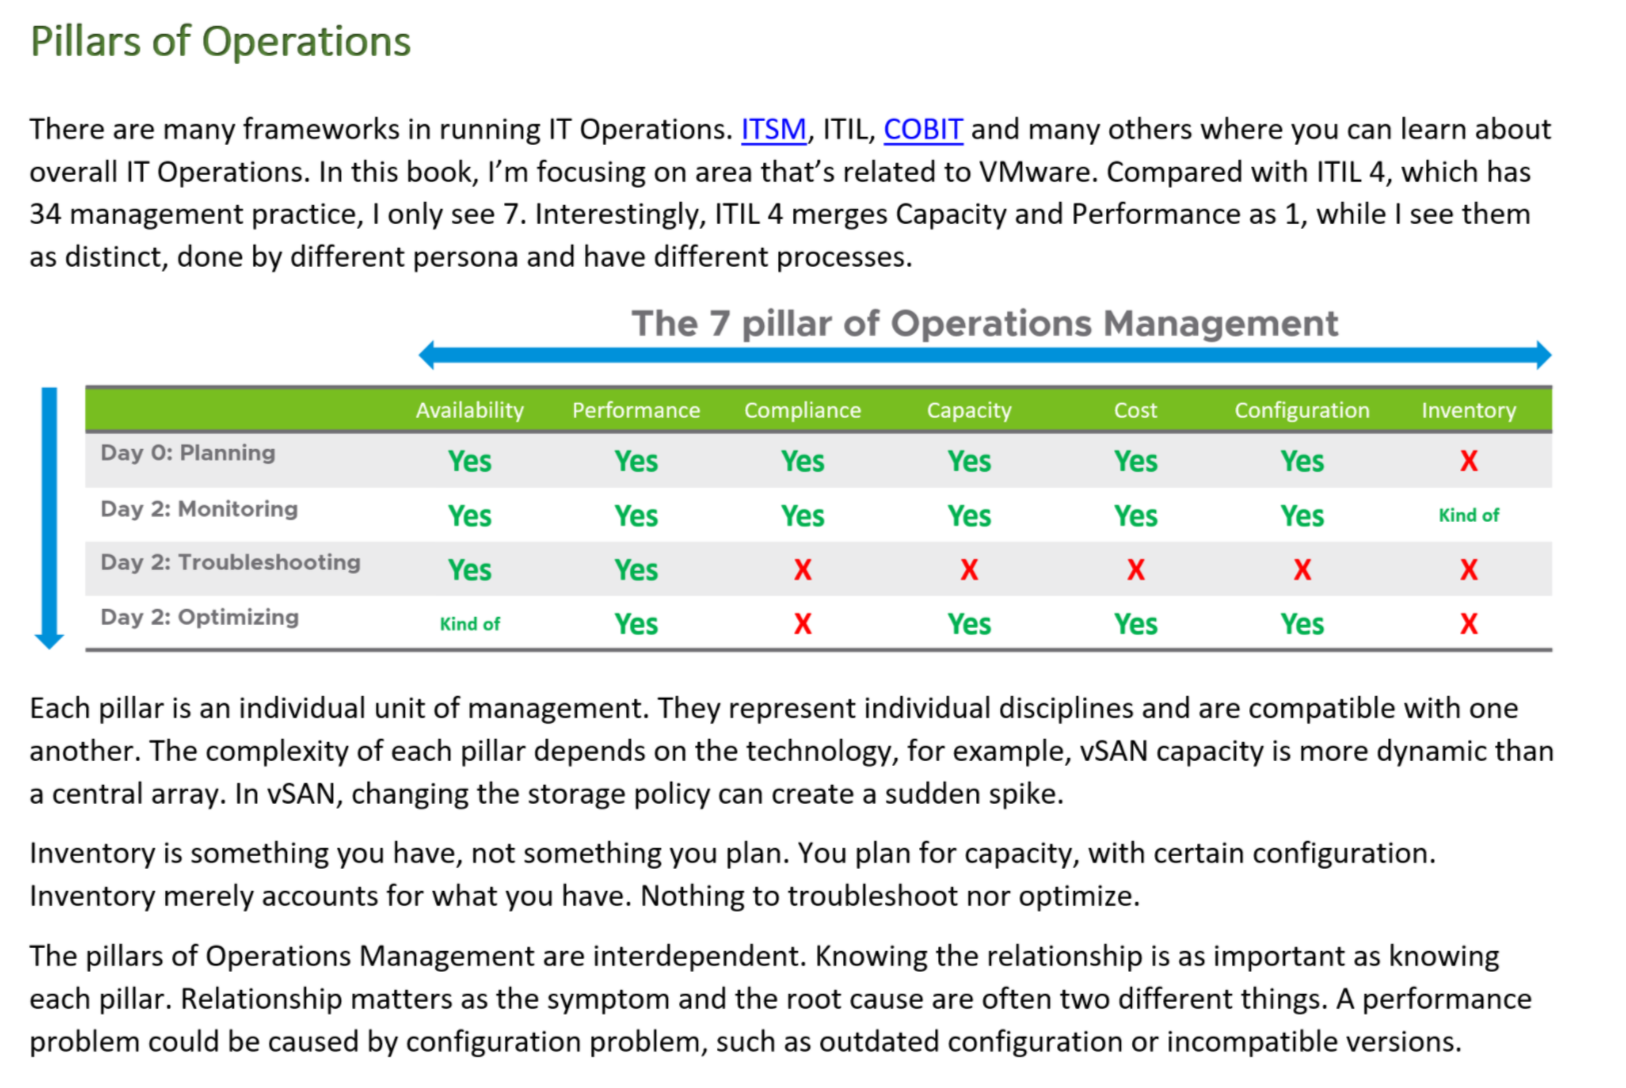 Pillars of Operations
There are many frameworks in running IT Operations. ITSM, ITIL, COBIT and many others where you can learn about
overall IT Operations. In this book, I’m focusing on area that’s related to VMware. Compared with ITIL 4, which has
34 management practice, I only see 7. Interestingly, ITIL 4 merges Capacity and Performance as 1, while I see them
as distinct, done by different persona and have different processes.
The 7 pillar of Operations Management
Availability Performance Compliance Capacity Cost Configuration Inventory
Day 0: Planning Yes Yes Yes Yes Yes Yes X
Day 2: Monitoring Yes Yes Yes Yes Yes Yes Kind of
Day 2: Troubleshooting Yes Yes X X X X X
Day 2: Optimizing Kind of Yes X Yes Yes Yes X
Each pillar is an individual unit of management. They represent individual disciplines and are compatible with one
another. The complexity of each pillar depends on the technology, for example, vSAN capacity is more dynamic than
a central array. In vSAN, changing the storage policy can create a sudden spike.
Inventory is something you have, not something you plan. You plan for capacity, with certain configuration.
Inventory merely accounts for what you have. Nothing to troubleshoot nor optimize.
The pillars of Operations Management are interdependent. Knowing the relationship is as important as knowing
each pillar. Relationship matters as the symptom and the root cause are often two different things. A performance
problem could be caused by configuration problem, such as outdated configuration or incompatible versions.